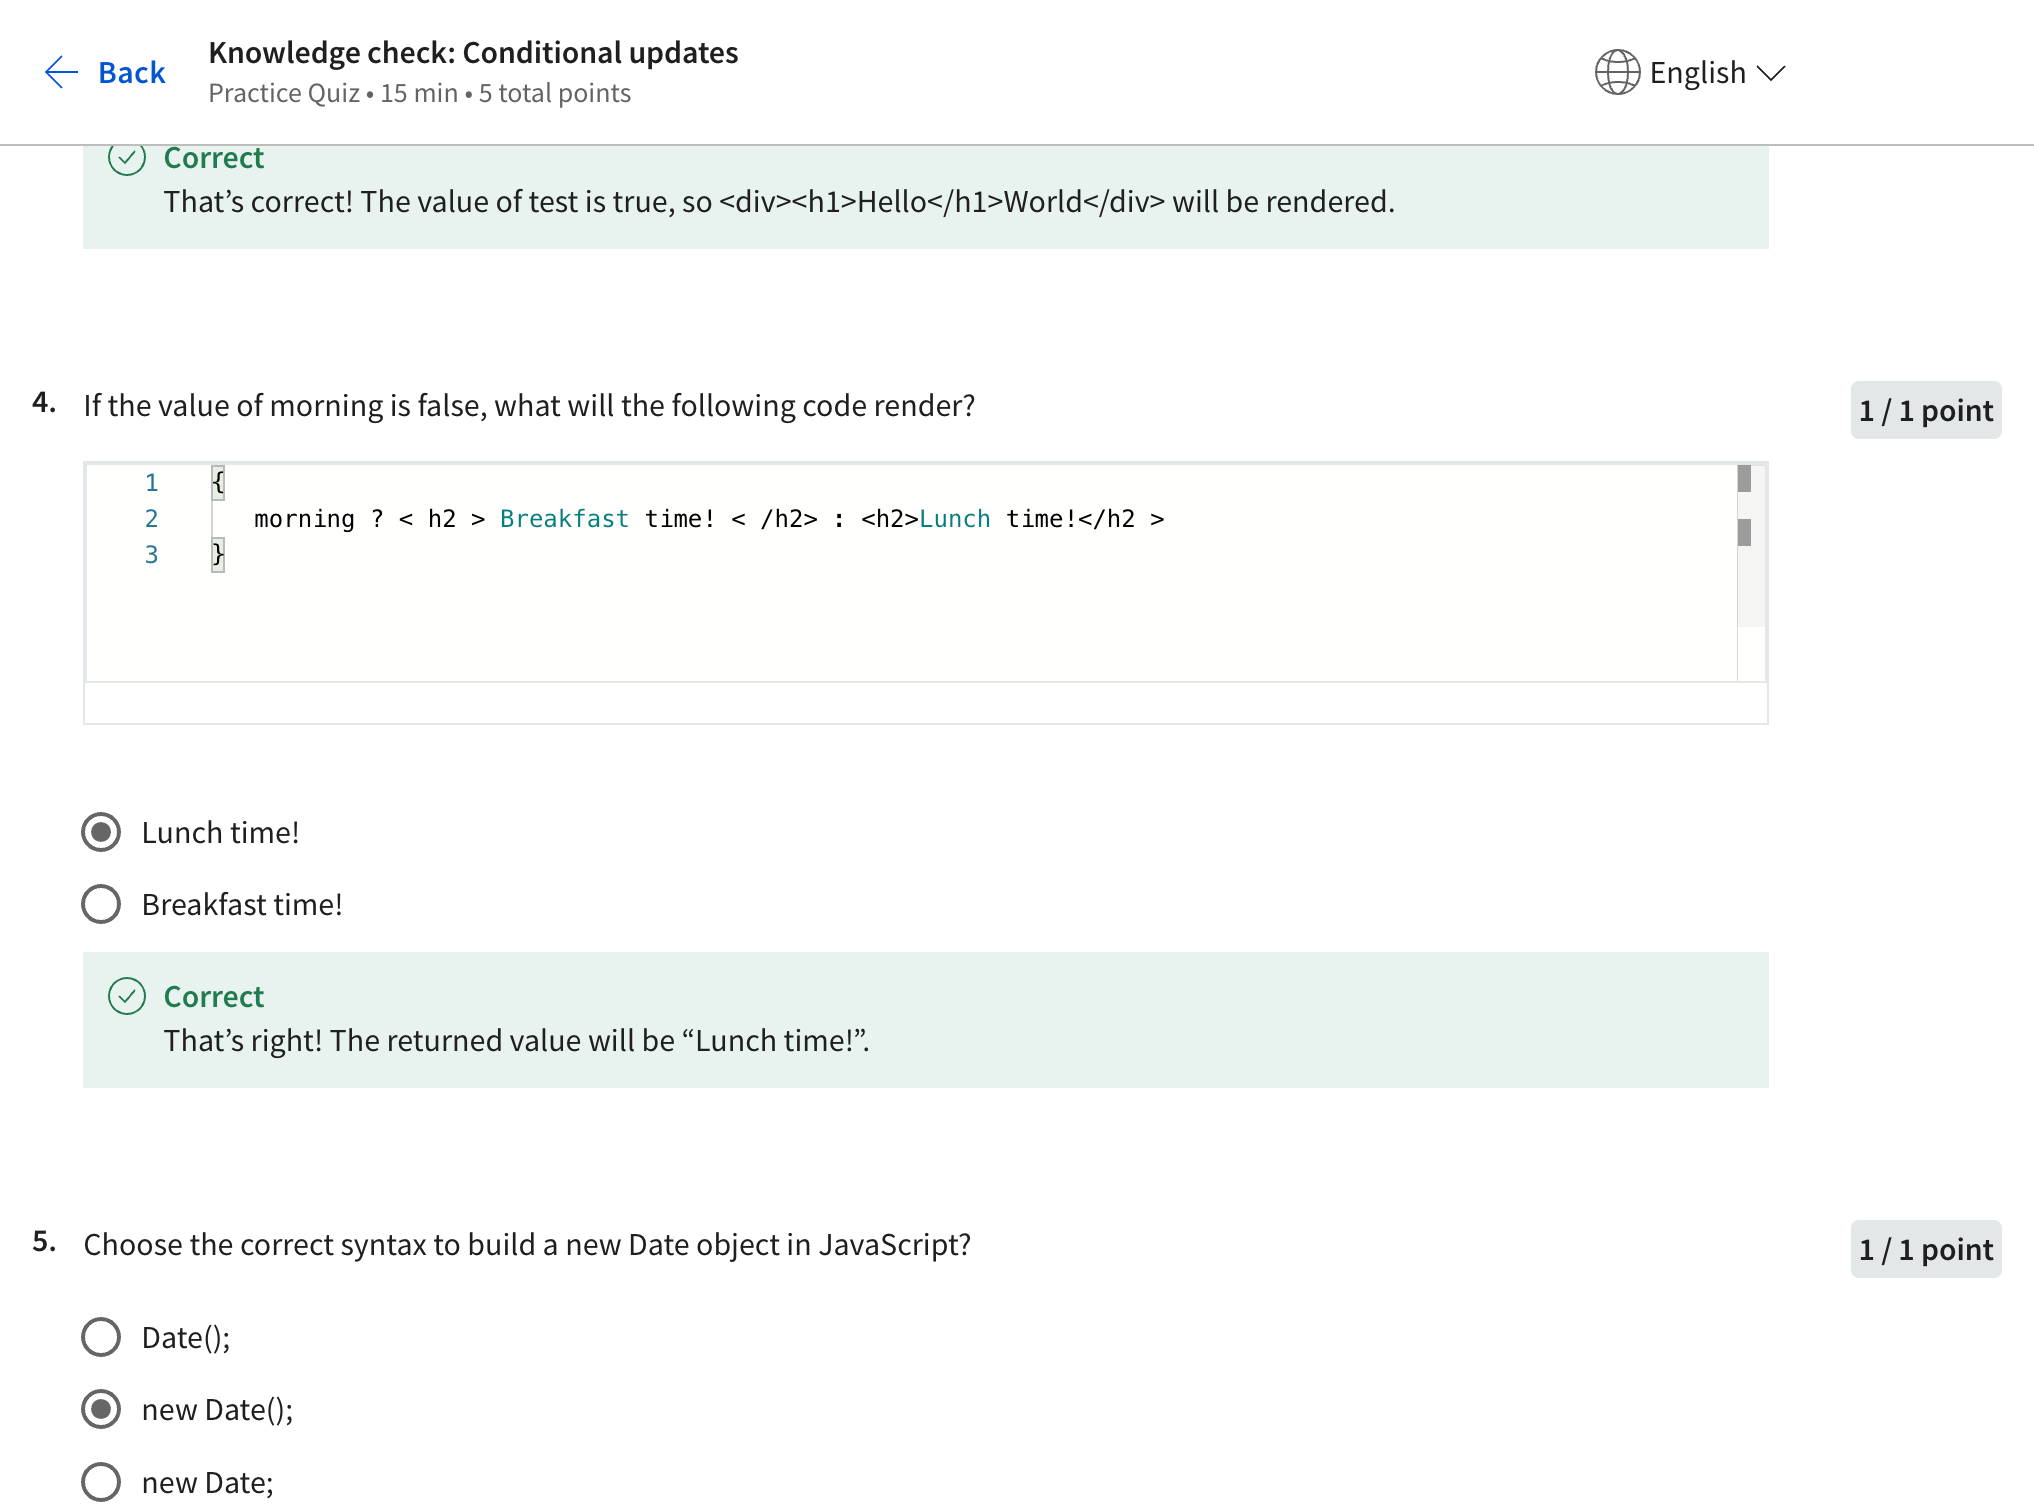 Back
Knowledge check: Conditional updates
Practice Quiz • 15 min • 5 total points
English
Correct
That’s correct! The value of test is true, so <div><h1>Hello</h1>World</div> will be rendered.
4. If the value of morning is false, what will the following code render?
1 / 1 point
1 {
2 morning ? < h2 > Breakfast time! < /h2> : <h2>Lunch time!</h2 >
3 }
Lunch time!
Breakfast time!
Correct
That’s right! The returned value will be “Lunch time!”.
5. Choose the correct syntax to build a new Date object in JavaScript?
1 / 1 point
Date();
new Date();
new Date;